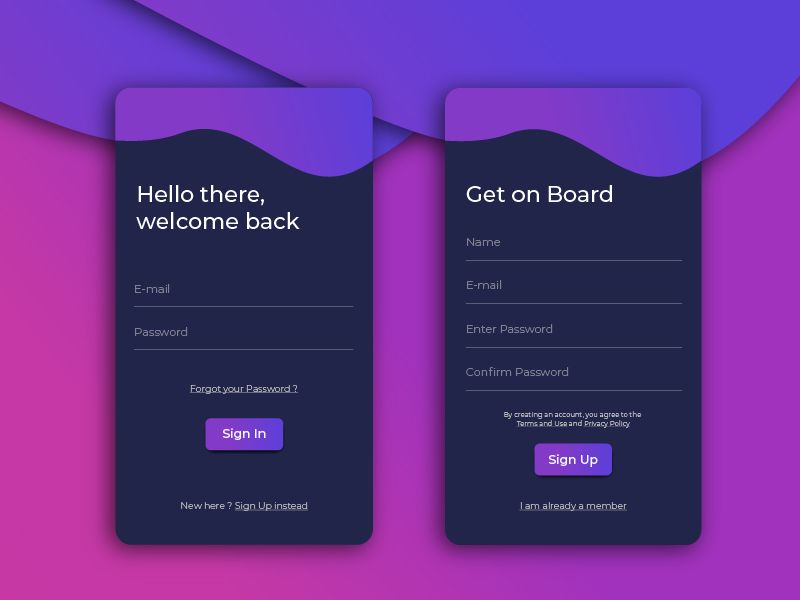 Hello there,
welcome back
E-mail
Password
Forgot your Password ?
Sign In
New here ? Sign Up instead
Get on Board
Name
E-mail
Enter Password
Confirm Password
By creating an account, you agree to the
Terms and Use and Privacy Policy
Sign Up
I am already a member